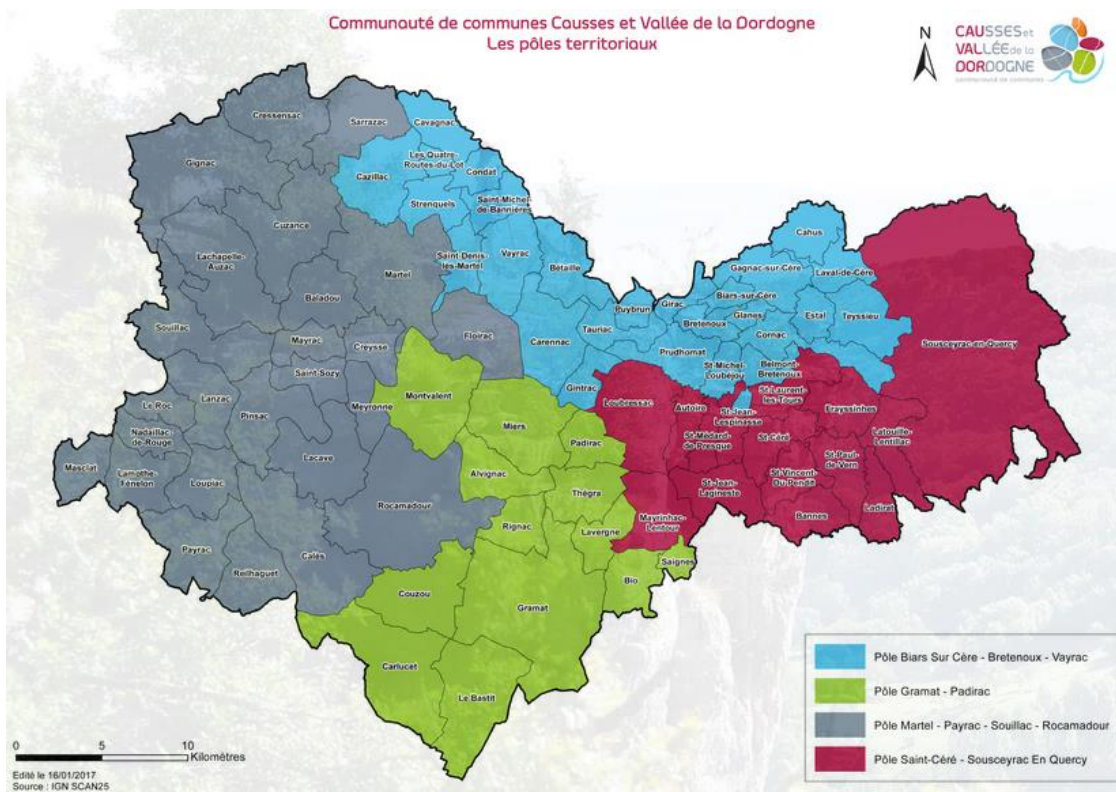 Communauté de communes Causses et Vallée de la Dordogne
Les pôles territoriaux
N
CAUSSES et
VALLÉE de la
DORDOGNE
communauté de communes
Cressensac
Sarrazac
Cavagnac
Gignac
Les Quatre-
Routes-du-Lot
Condat
Cazillac
Strenquels
Saint-Michel-
de-Bannières
Cuzance
Cahus
Lachapelle-
Auzac
Martel
Saint-Denis-
lès-Martel
Vayrac
Bétaille
Gagnac-sur-Cère
Laval-de-Cère
Baladou
Biars-sur-Cère
Puybrun
Girac
Souillac
Mayrac
Creysse
Floirac
Carennac
Tauriac
Bretenoux
Glanes
Cornac
Estal
Teyssieu
Sousceyrac-en-Quercy
Saint-Sozy
Prudhomat
St-Michel-
Loubéjou
Belmont-
Bretenoux
Gintrac
St-Laurent-
les-Tours
Le Roc
Lanzac
Pinsac
Meyronne
Montvalent
Loubressac
Autoire
St-Jean-
Lespinasse
Frayssinhes
Nadaillac-
de-Rouge
Miers
Padirac
St-Médard-
de-Presque
St-Céré
Latouille-
Lentillac
Masclat
Lamothe-
Fénelon
Loupiac
Lacave
Alvignac
St-Paul-
de-Vern
Thégra
St-Jean-
Lagineste
St-Vincent-
Du-Pendit
Rocamadour
Rignac
Lavergne
Mayrinhac-
Lentour
Bannes
Ladirat
Payrac
Reilhaguet
Calès
Saignes
Bio
Couzou
Gramat
Carlucet
Le Bastit
Pôle Biars Sur Cère - Bretenoux - Vayrac
Pôle Gramat - Padirac
Pôle Martel - Payrac - Souillac - Rocamadour
Pôle Saint-Céré - Sousceyrac En Quercy
0 5 10
Kilomètres
Edité le 16/01/2017
Source : IGN SCAN25